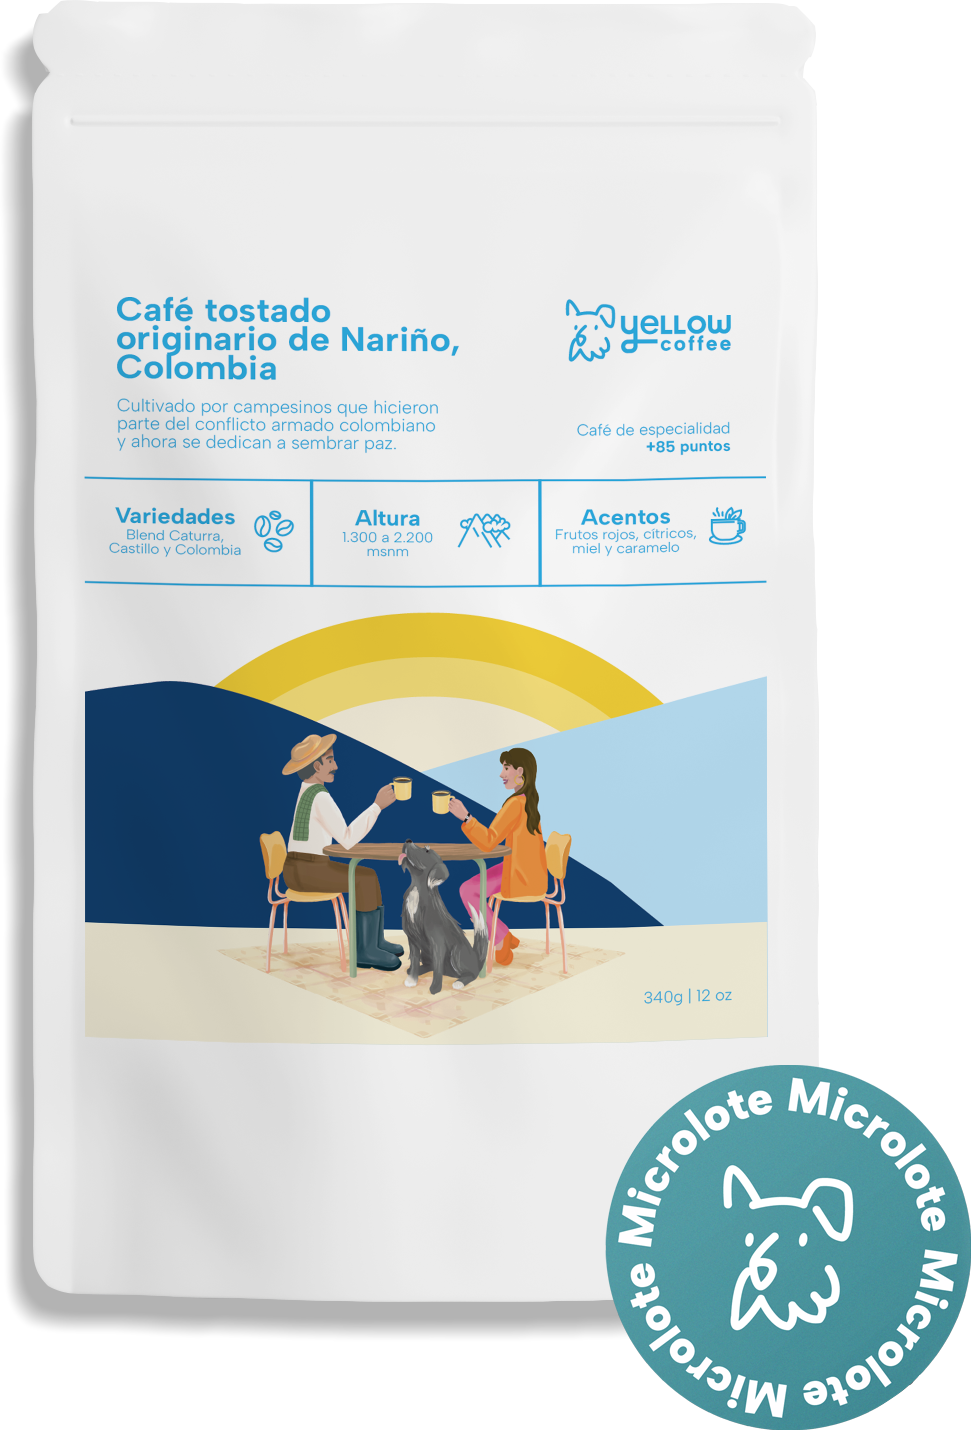 Café tostado
originario de Nariño,
Colombia
yellow
coffee
Cultivado por campesinos que hicieron
parte del conflicto armado colombiano
y ahora se dedican a sembrar paz.
Café de especialidad
+85 puntos
Variedades
Blend Caturra,
Castillo y Colombia
Altura
1.300 a 2.200
msnm
Acentos
Frutos rojos, cítricos,
miel y caramelo
340g | 12 oz
Microlote Microlote Microlote Microlote